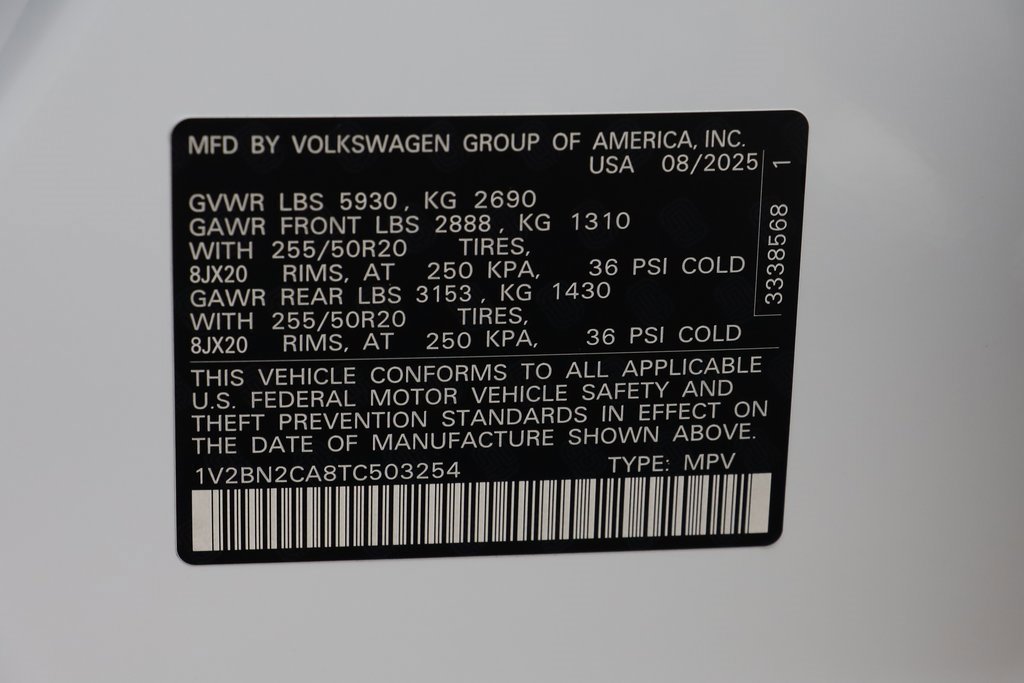 MFD BY VOLKSWAGEN GROUP OF AMERICA, INC.
USA 08/2025
GVWR LBS 5930, KG 2690
GAWR FRONT LBS 2888, KG 1310
WITH 255/50R20 TIRES,
8JX20 RIMS, AT 250 KPA, 36 PSI COLD
GAWR REAR LBS 3153, KG 1430
WITH 255/50R20 TIRES,
8JX20 RIMS, AT 250 KPA, 36 PSI COLD
THIS VEHICLE CONFORMS TO ALL APPLICABLE
U.S. FEDERAL MOTOR VEHICLE SAFETY AND
THEFT PREVENTION STANDARDS IN EFFECT ON
THE DATE OF MANUFACTURE SHOWN ABOVE.
1V2BN2CA8TC503254 TYPE: MPV
3338568 1